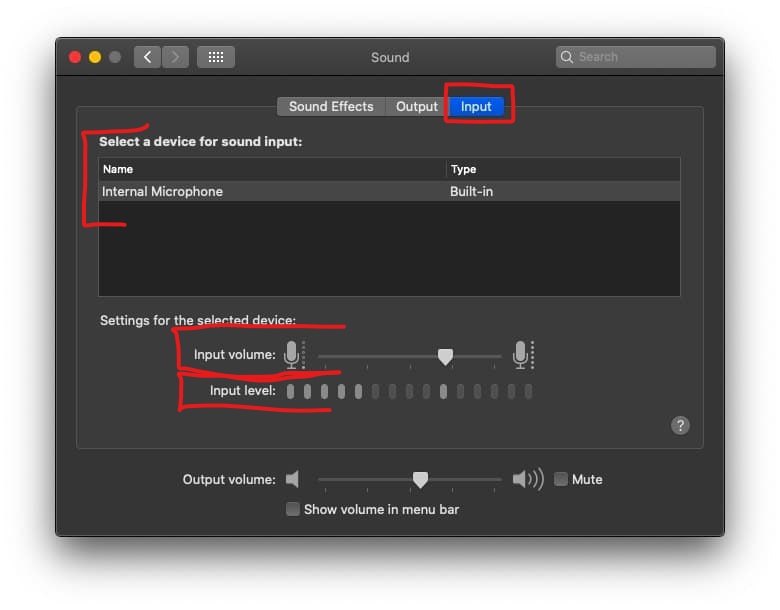 Sound
Search
Sound Effects Output Input
Select a device for sound input:
Name Type
Internal Microphone Built-in
Settings for the selected device:
Input volume:
Input level:
?
Output volume: Mute
Show volume in menu bar